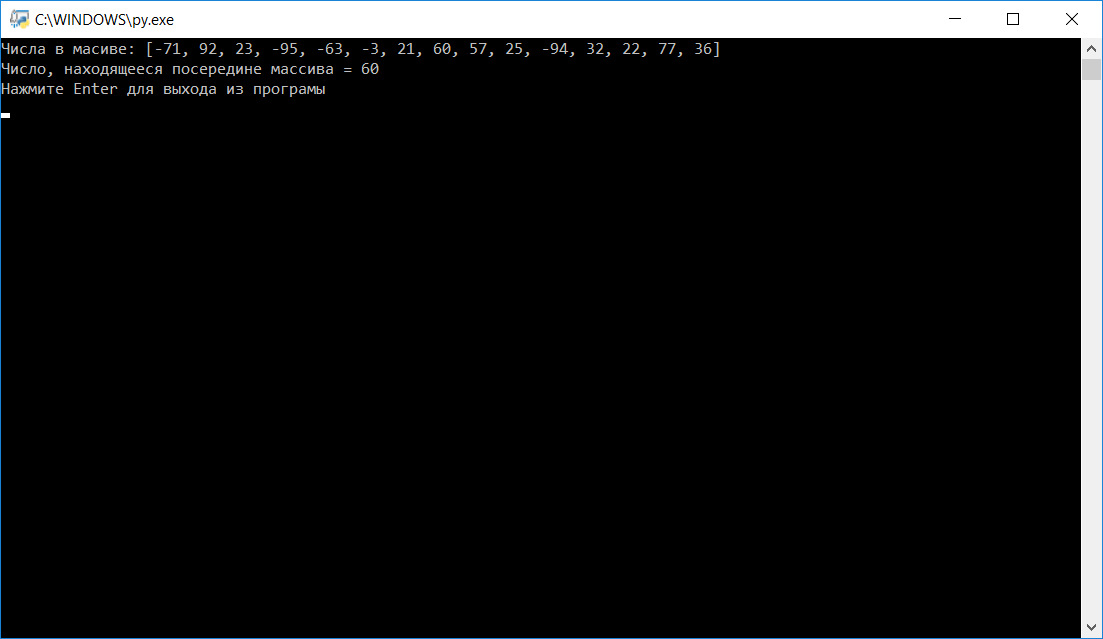 C:\WINDOWS\py.exe
Числа в масиве: [-71, 92, 23, -95, -63, -3, 21, 60, 57, 25, -94, 32, 22, 77, 36]
Число, находящееся посередине массива = 60
Нажмите Enter для выхода из програмы